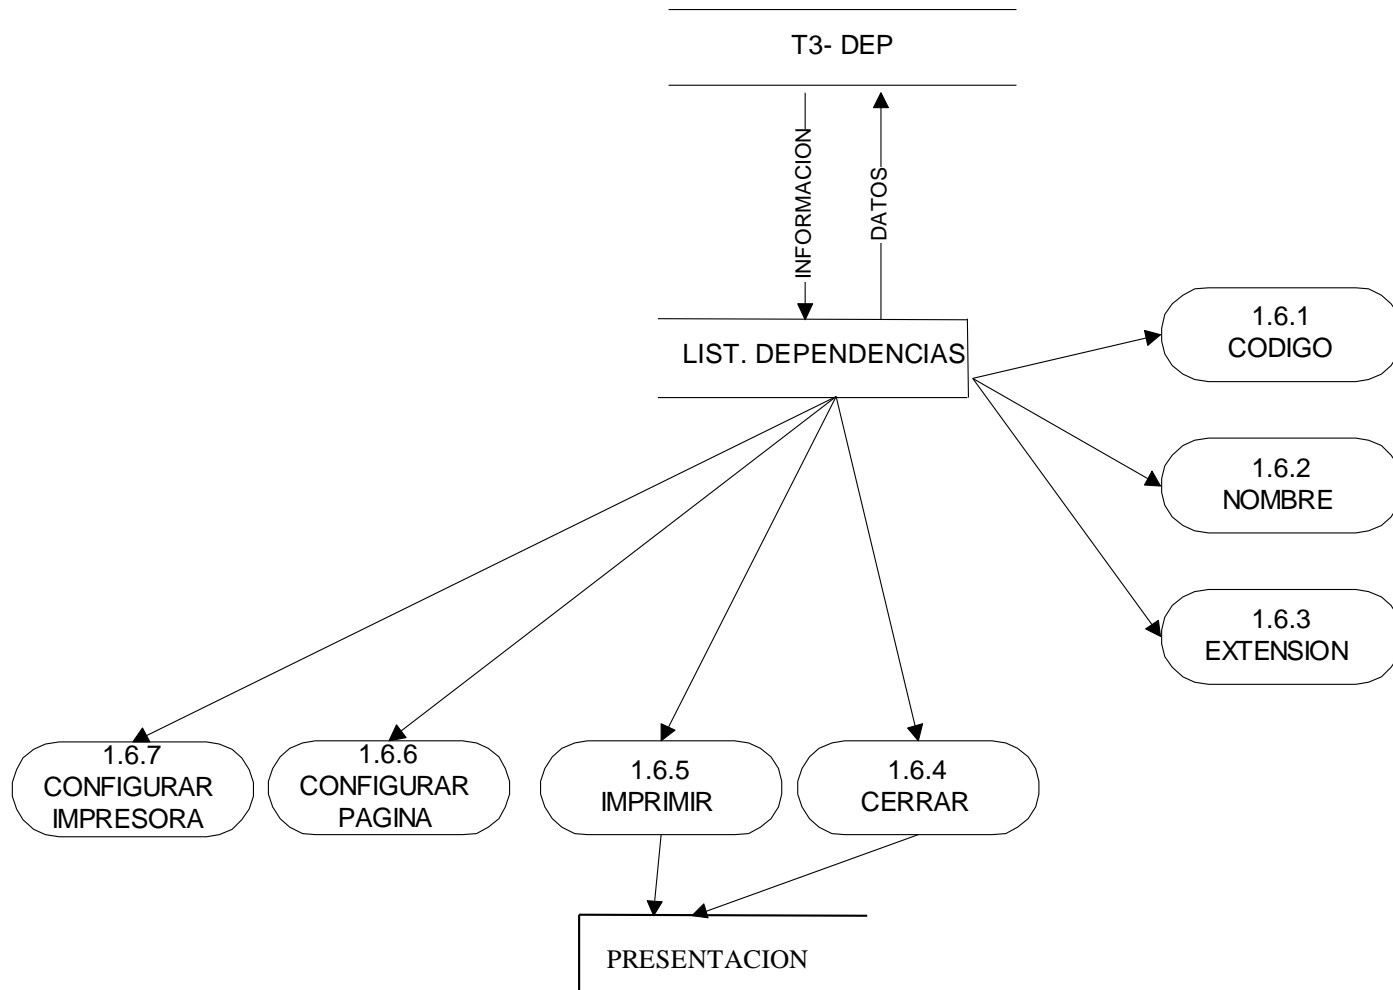 T3- DEP
INFORMACION
DATOS
LIST. DEPENDENCIAS
1.6.1
CODIGO
1.6.2
NOMBRE
1.6.3
EXTENSION
1.6.7
CONFIGURAR
IMPRESORA
1.6.6
CONFIGURAR
PAGINA
1.6.5
IMPRIMIR
1.6.4
CERRAR
PRESENTACION